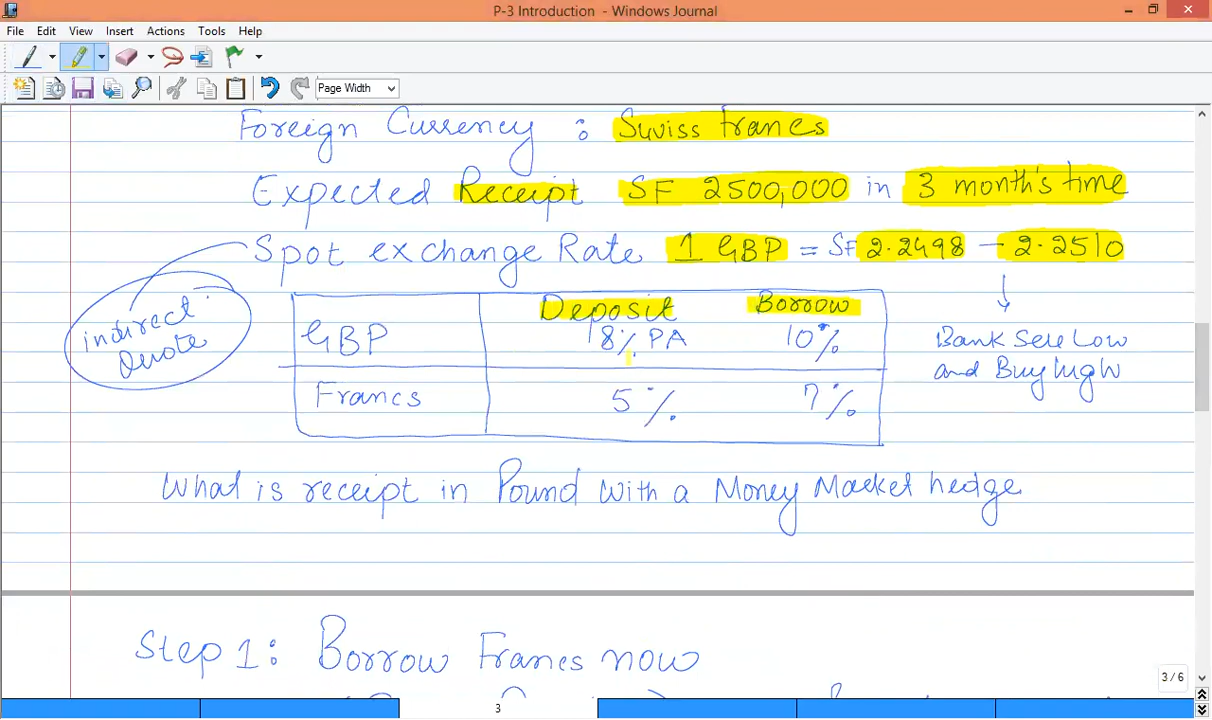 P-3 Introduction - Windows Journal
File Edit View Insert Actions Tools Help
Page Width
Foreign Currency : Swiss francs
Expected Receipt SF 2500,000 in 3 month's time
Spot exchange Rate 1 GBP = SF 2.2498 - 2.2510
indirect
Quote
Deposit Borrow
GBP 8% PA 10%
Francs 5% 7%
Bank Sell Low
and Buy high
What is receipt in Pound with a Money Market hedge
Step 1: Borrow Francs now
3 / 6
3